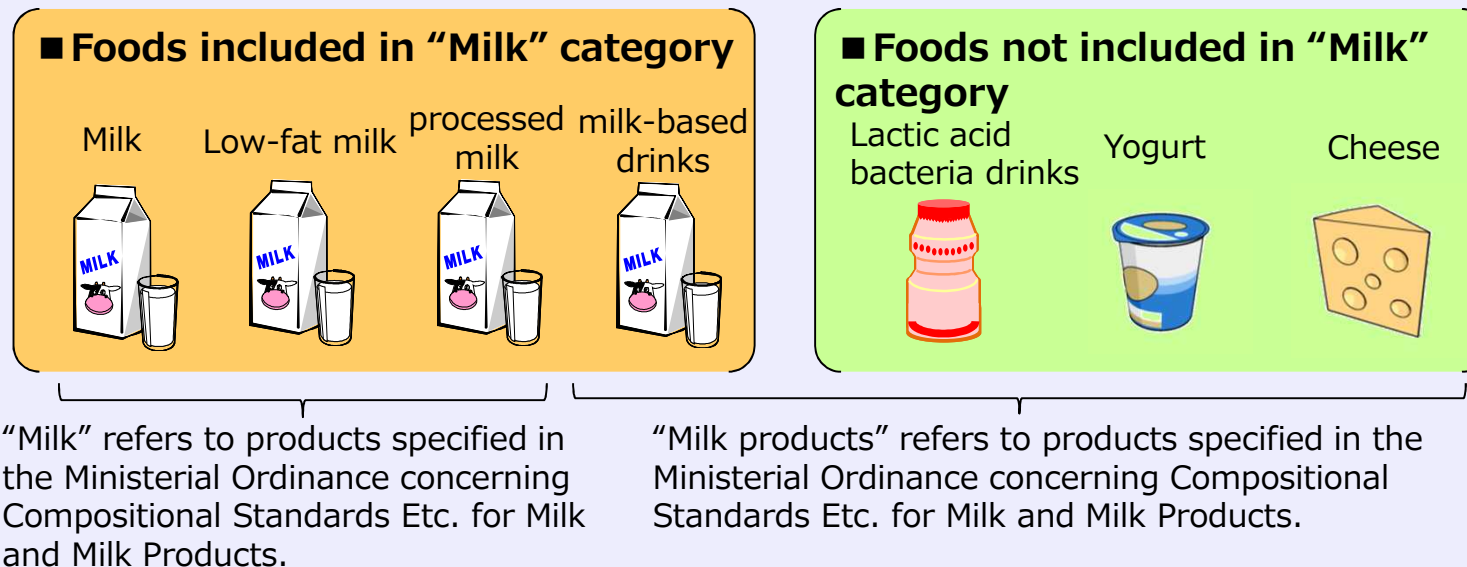 ■Foods included in “Milk” category
Milk
Low-fat milk
processed
milk
milk-based
drinks
MILK
MILK
MILK
MILK
■Foods not included in “Milk”
category
Lactic acid
bacteria drinks
Yogurt
Cheese
“Milk” refers to products specified in
the Ministerial Ordinance concerning
Compositional Standards Etc. for Milk
and Milk Products.
“Milk products” refers to products specified in the
Ministerial Ordinance concerning Compositional
Standards Etc. for Milk and Milk Products.